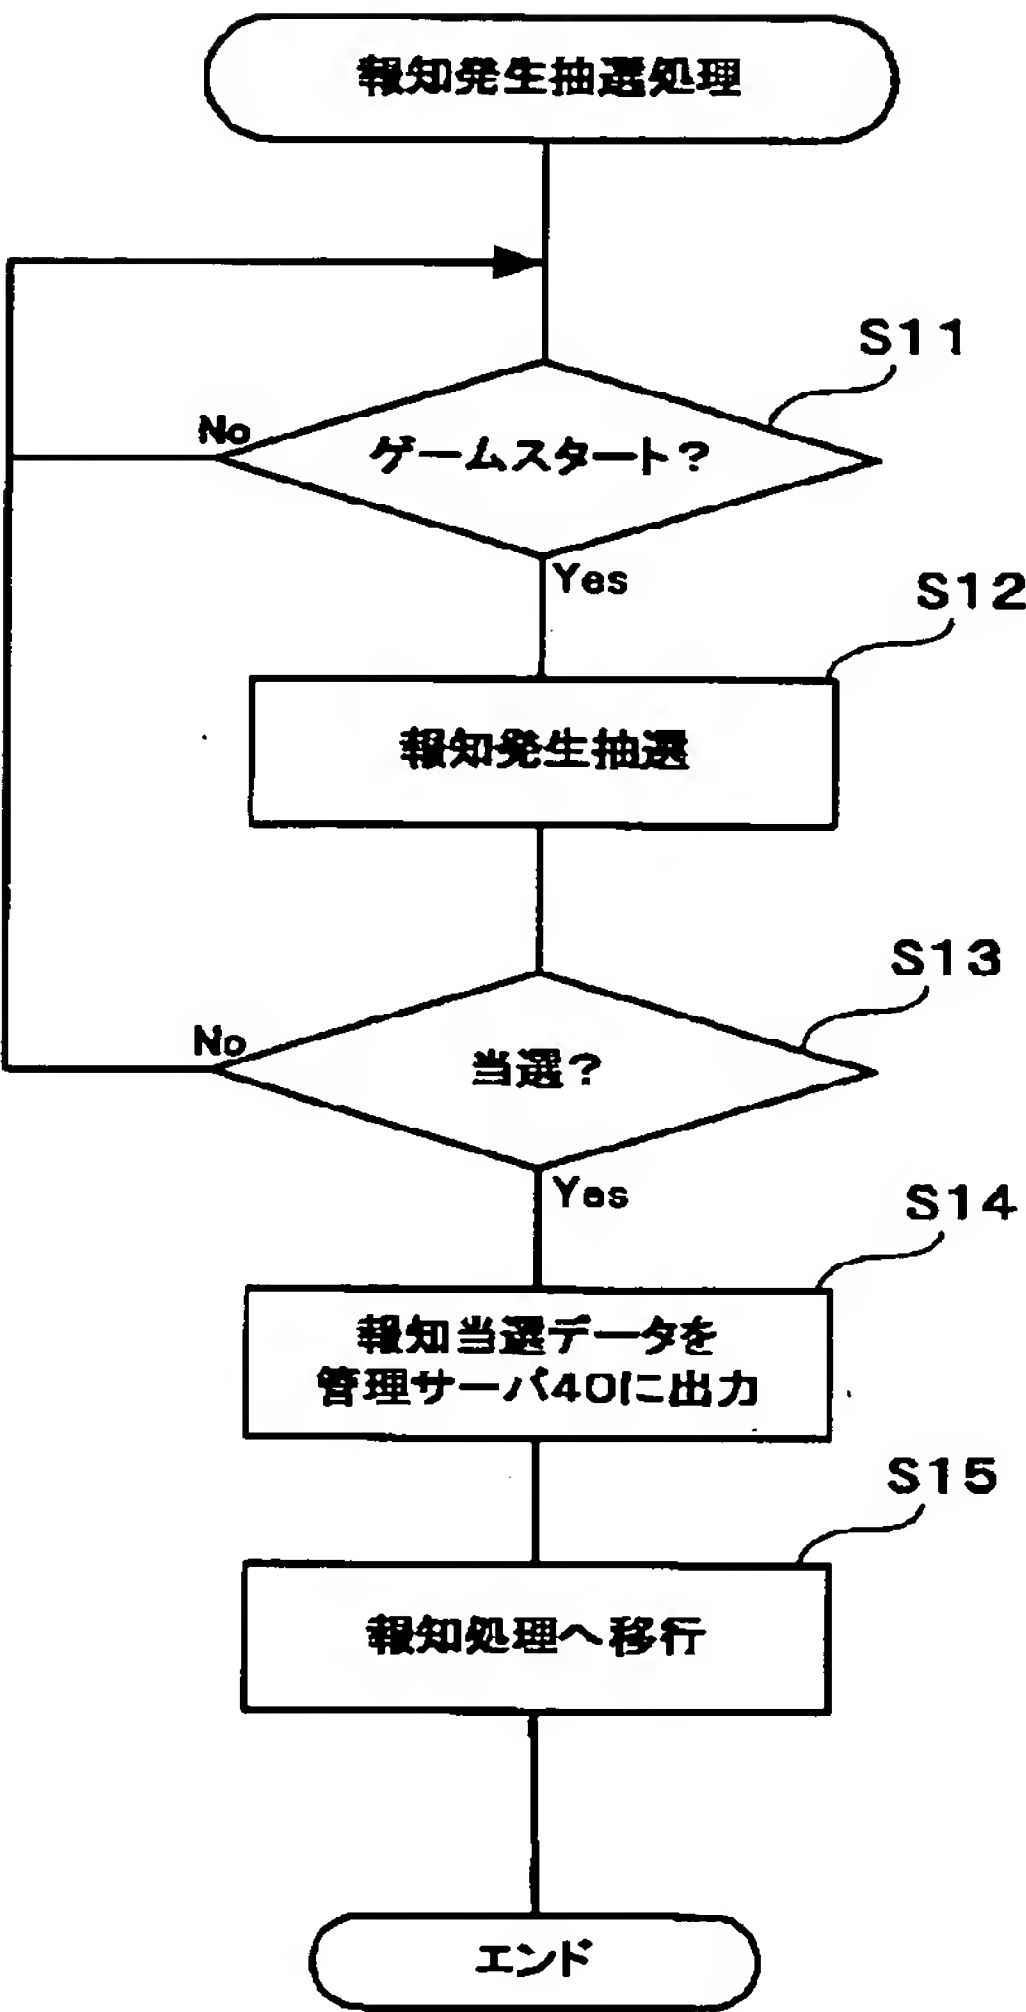 報知発生抽選処理
S11
No
ゲームスタート？
Yes
S12
報知発生抽選
S13
No
当選？
Yes
S14
報知当選データを
管理サーバ40に出力
S15
報知処理へ移行
エンド